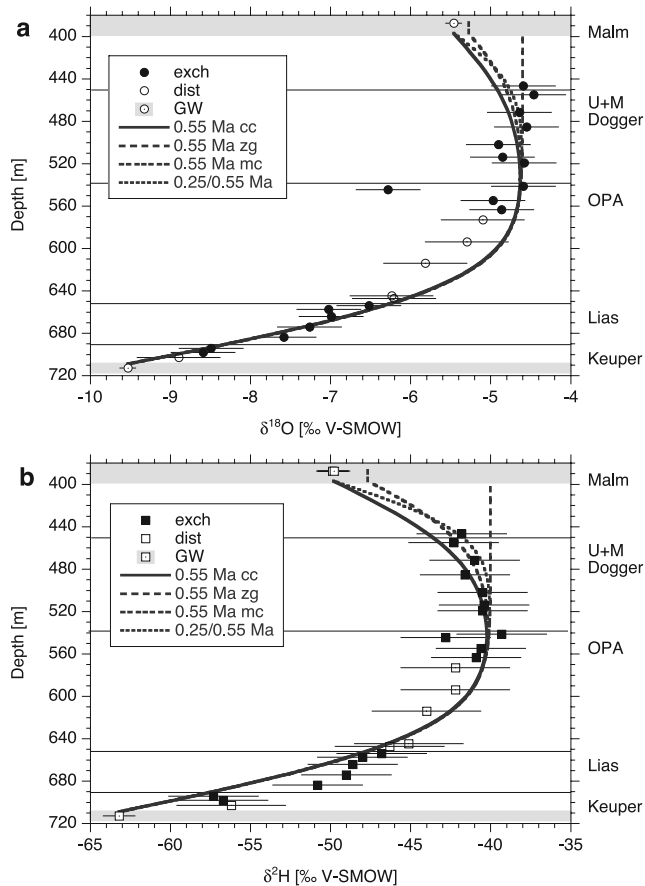 a
400
440
480
520
560
600
640
680
720
Depth [m]
exch
dist
GW
0.55 Ma cc
0.55 Ma zg
0.55 Ma mc
0.25/0.55 Ma
Malm
U+M
Dogger
OPA
Lias
Keuper
-10 -9 -8 -7 -6 -5 -4
δ¹⁸O [‰ V-SMOW]
b
400
440
480
520
560
600
640
680
720
Depth [m]
exch
dist
GW
0.55 Ma cc
0.55 Ma zg
0.55 Ma mc
0.25/0.55 Ma
Malm
U+M
Dogger
OPA
Lias
Keuper
-65 -60 -55 -50 -45 -40 -35
δ²H [‰ V-SMOW]